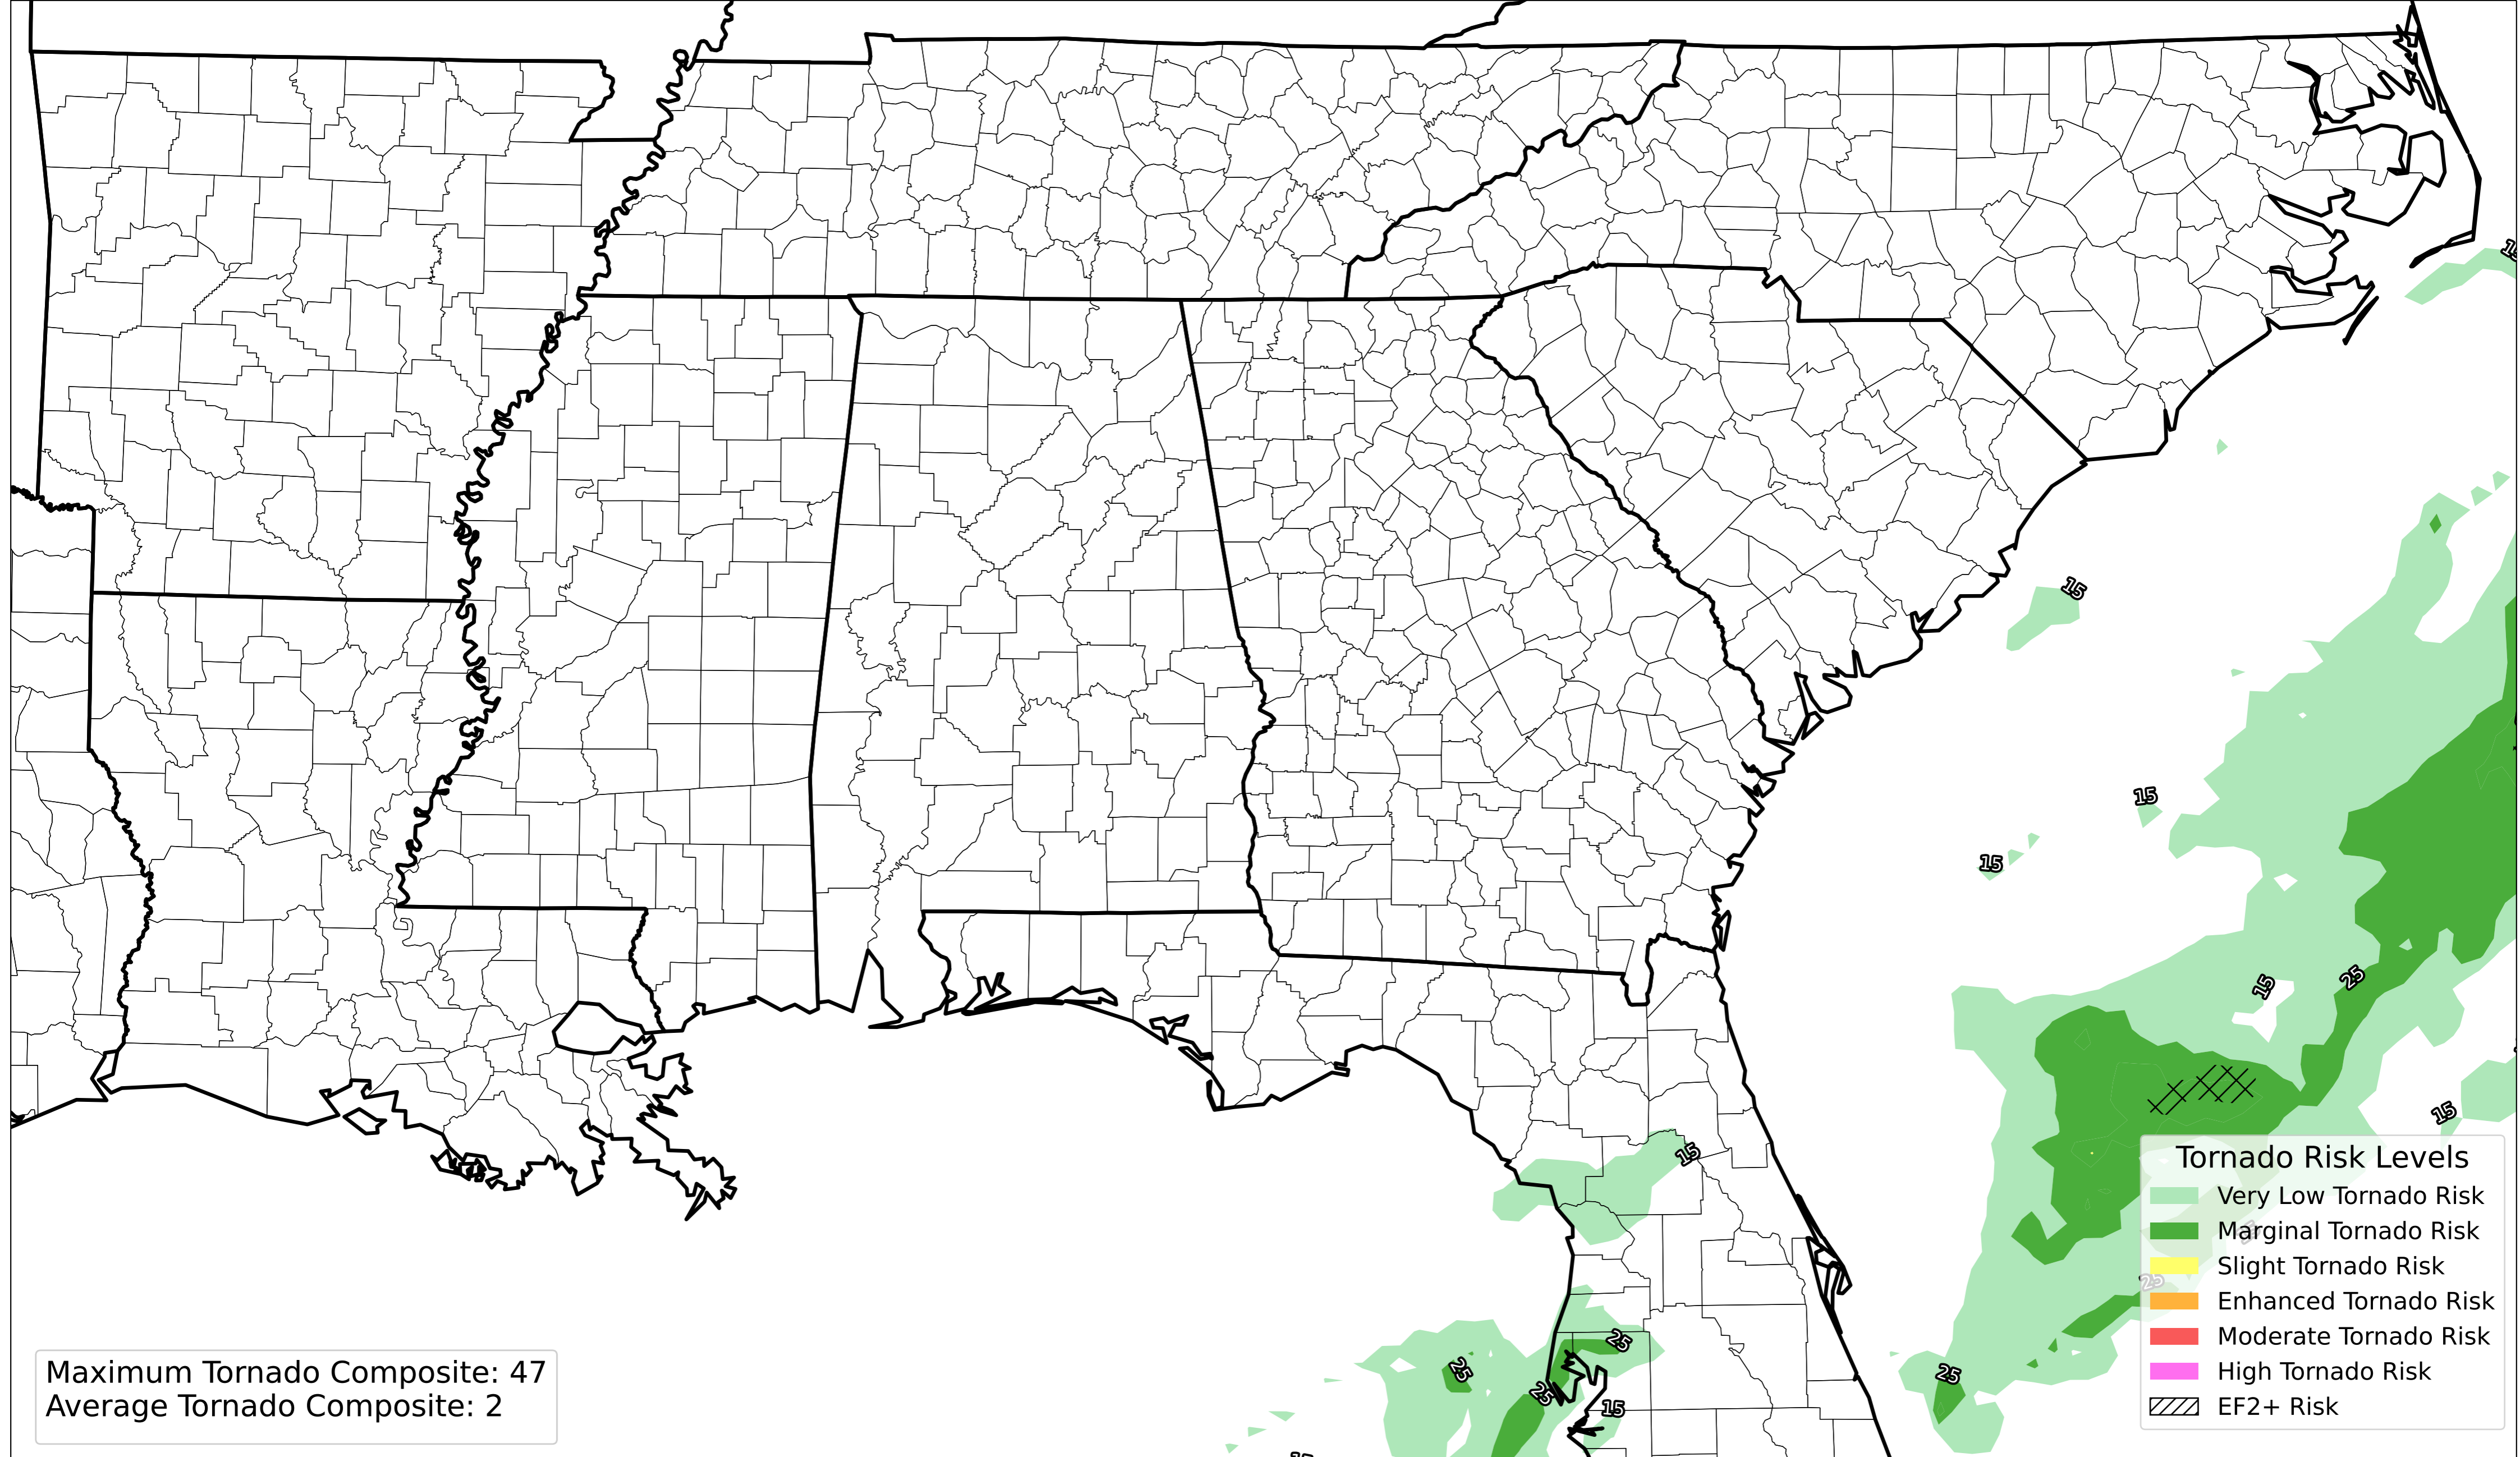 15
15
15
15
15
25
15
15
25
25
25
25
25
25
15
Tornado Risk Levels
Very Low Tornado Risk
Marginal Tornado Risk
Slight Tornado Risk
Enhanced Tornado Risk
Moderate Tornado Risk
High Tornado Risk
EF2+ Risk
Maximum Tornado Composite: 47
Average Tornado Composite: 2